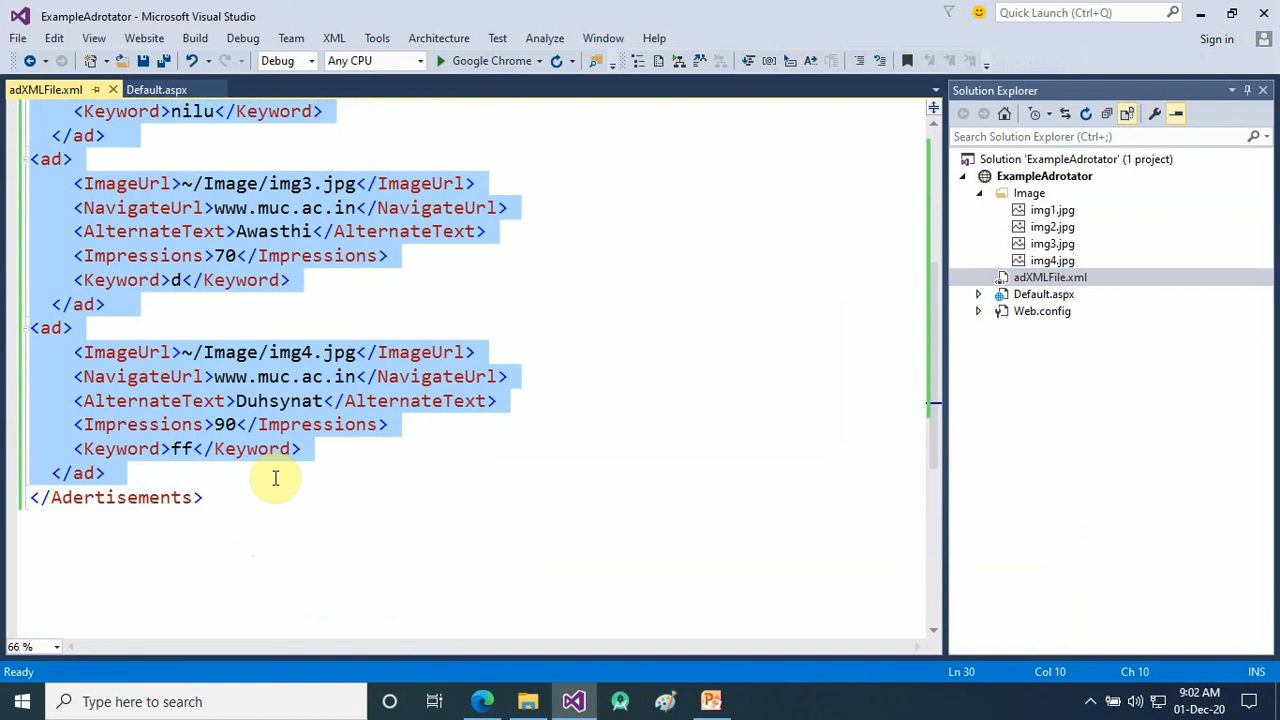 ExampleAdrotator - Microsoft Visual Studio
Quick Launch (Ctrl+Q)
File Edit View Website Build Debug Team XML Tools Architecture Test Analyze Window Help
Sign in
Debug Any CPU Google Chrome
adXMLFile.xml Default.aspx
<Keyword>nilu</Keyword>
</ad>
<ad>
<ImageUrl>~/Image/img3.jpg</ImageUrl>
<NavigateUrl>www.muc.ac.in</NavigateUrl>
<AlternateText>Awasthi</AlternateText>
<Impressions>70</Impressions>
<Keyword>d</Keyword>
</ad>
<ad>
<ImageUrl>~/Image/img4.jpg</ImageUrl>
<NavigateUrl>www.muc.ac.in</NavigateUrl>
<AlternateText>Duhsynat</AlternateText>
<Impressions>90</Impressions>
<Keyword>ff</Keyword>
</ad>
</Adertisements>
66 %
Solution Explorer
Search Solution Explorer (Ctrl+;)
Solution 'ExampleAdrotator' (1 project)
ExampleAdrotator
Image
img1.jpg
img2.jpg
img3.jpg
img4.jpg
adXMLFile.xml
Default.aspx
Web.config
Ready Ln 30 Col 10 Ch 10 INS
Type here to search
9:02 AM
01-Dec-20